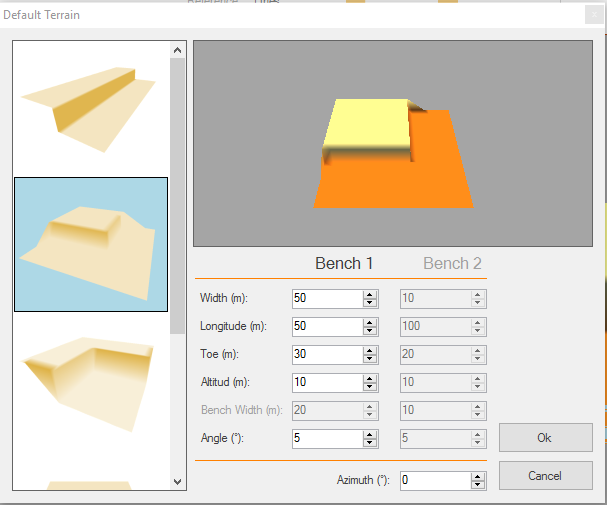 Reference
Default Terrain
x
Bench 1 Bench 2
Width (m): 50 10
Longitude (m): 50 100
Toe (m): 30 20
Altitud (m): 10 10
Bench Width (m): 20 10
Angle (°): 5 5
Ok
Azimuth (°): 0
Cancel